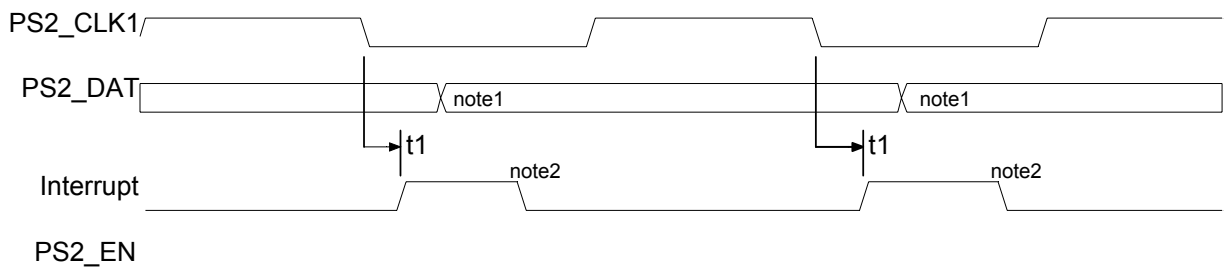 PS2_CLK1
PS2_DAT
note1 note1
t1 t1
Interrupt
note2 note2
PS2_EN